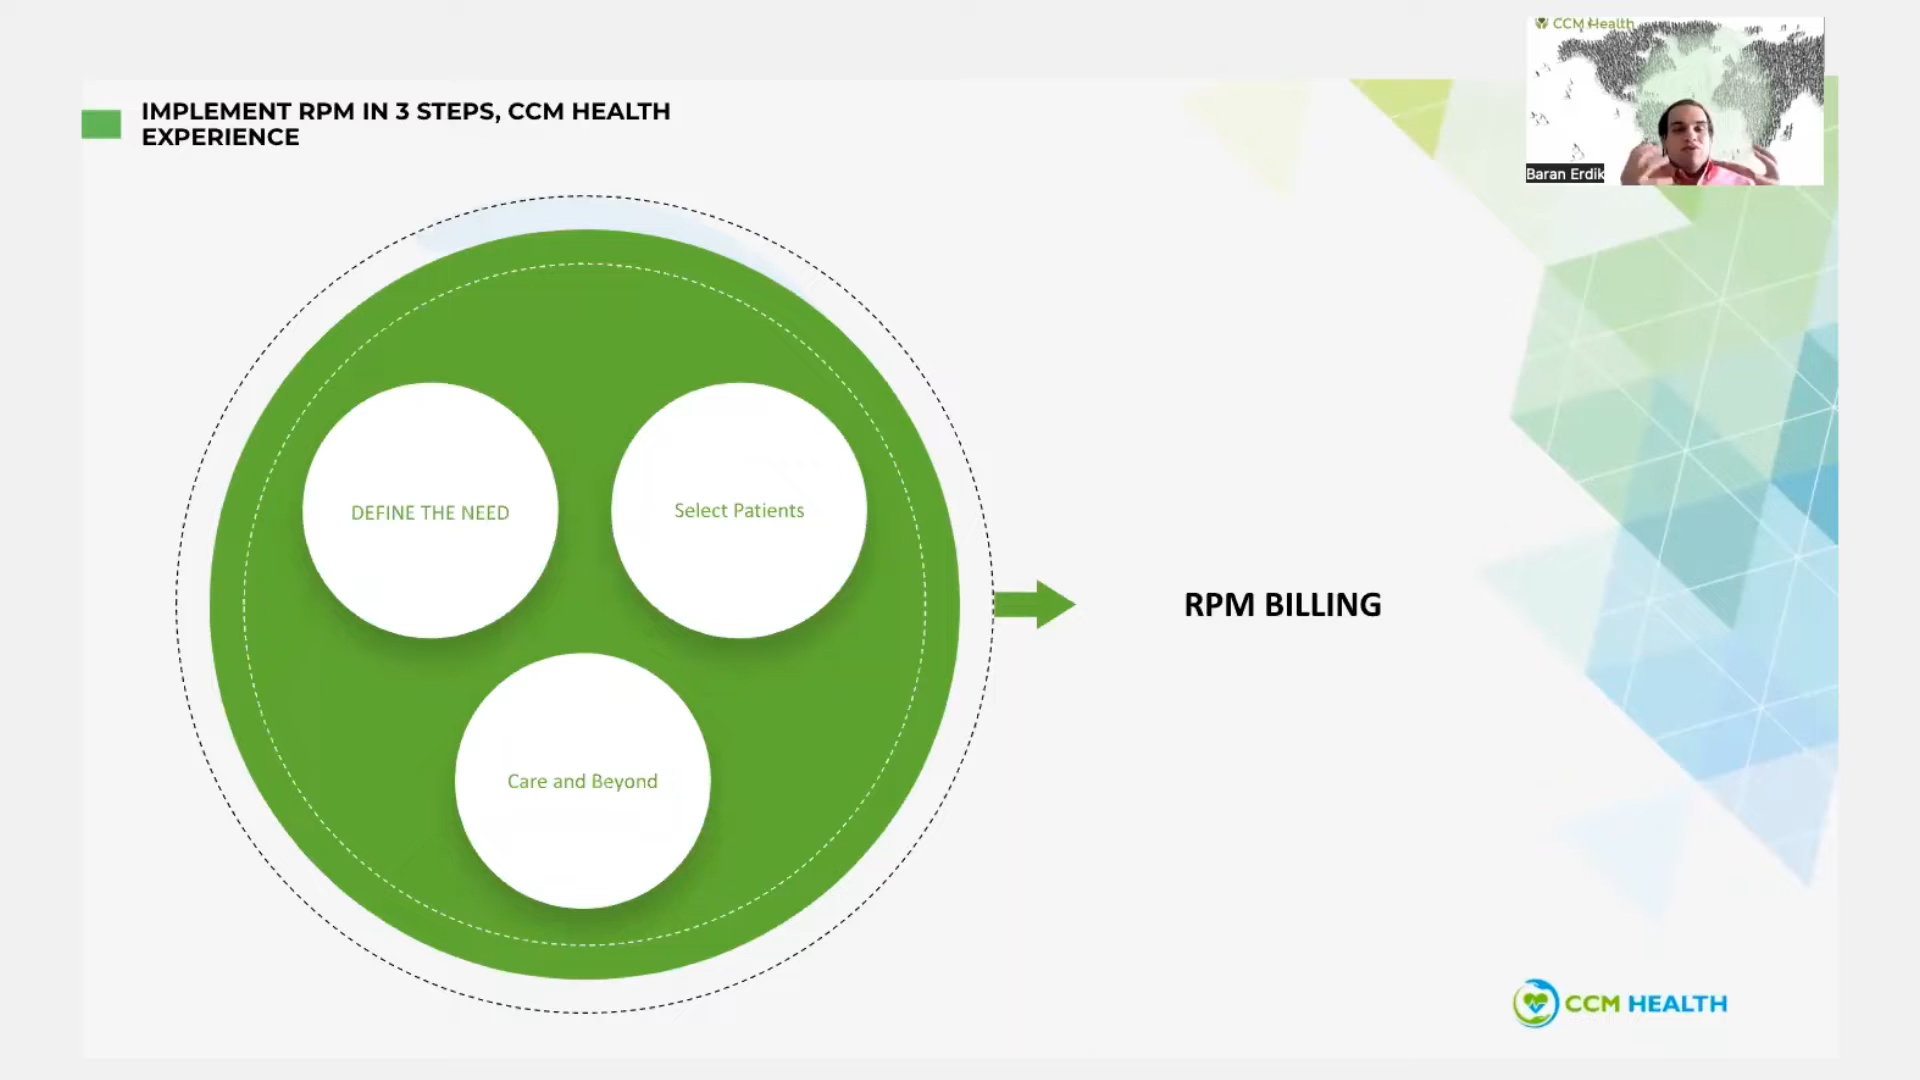 CCM Health
Baran Erdik
IMPLEMENT RPM IN 3 STEPS, CCM HEALTH
EXPERIENCE
DEFINE THE NEED
Select Patients
Care and Beyond
RPM BILLING
CCM HEALTH